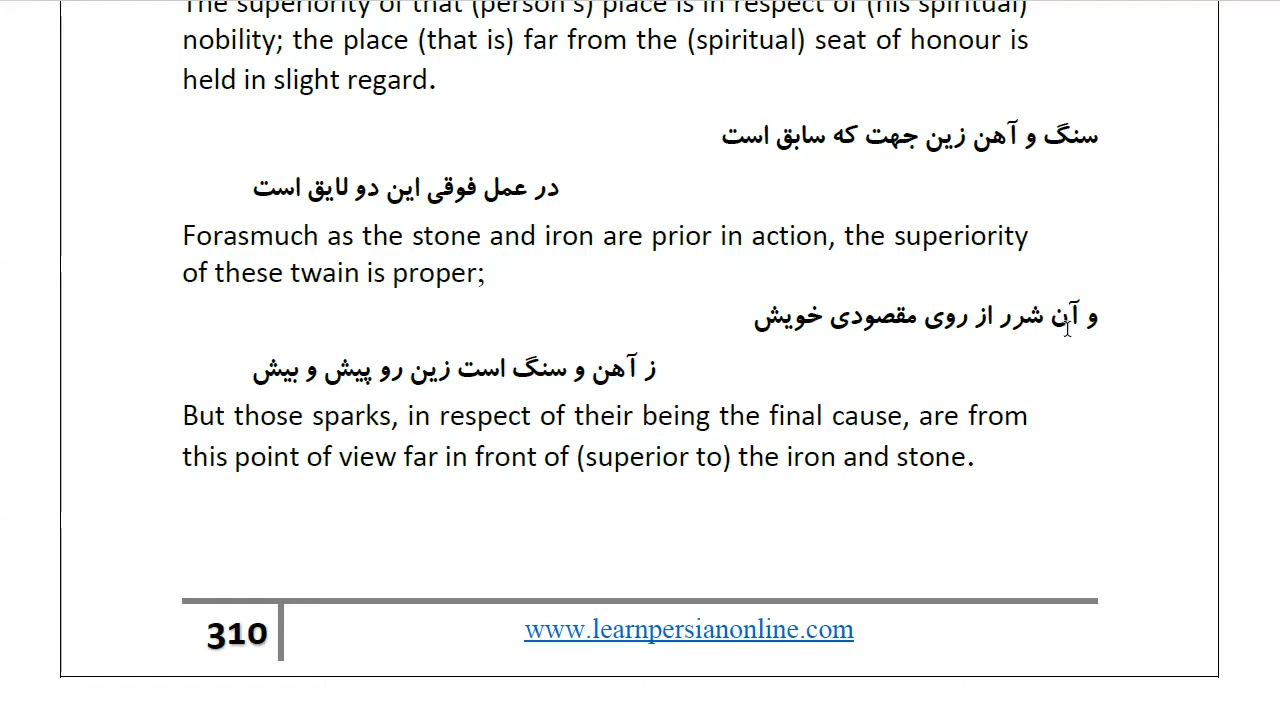 The superiority of that (person's) place is in respect of (his spiritual)
nobility; the place (that is) far from the (spiritual) seat of honour is
held in slight regard.
سنگ و آهن زین جهت که سابق است
در عمل فوقی این دو لایق است
Forasmuch as the stone and iron are prior in action, the superiority
of these twain is proper;
و آن شرر از روی مقصودی خویش
ز آهن و سنگ است زین رو پیش و بیش
But those sparks, in respect of their being the final cause, are from
this point of view far in front of (superior to) the iron and stone.
310
www.learnpersianonline.com